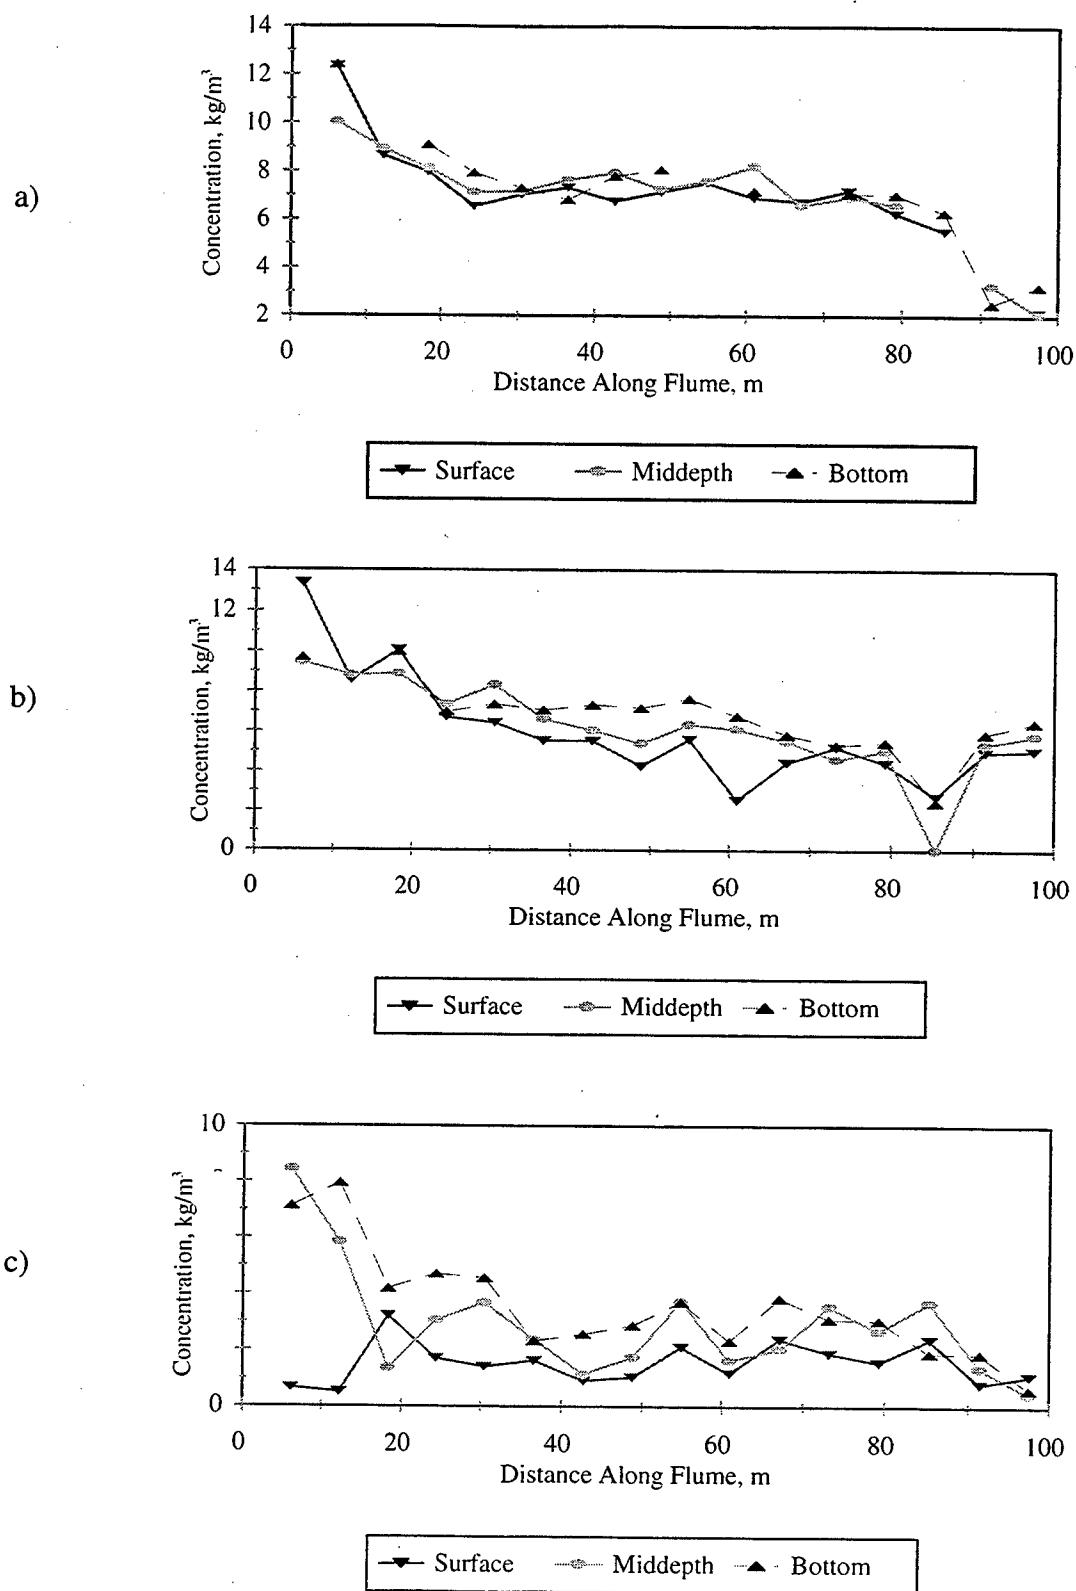 a)
Concentration, kg/m³
14
12
10
8
6
4
2
0 20 40 60 80 100
Distance Along Flume, m
Surface Middepth Bottom
b)
Concentration, kg/m³
14
12
0
0 20 40 60 80 100
Distance Along Flume, m
Surface Middepth Bottom
c)
Concentration, kg/m³
10
0
0 20 40 60 80 100
Distance Along Flume, m
Surface Middepth Bottom